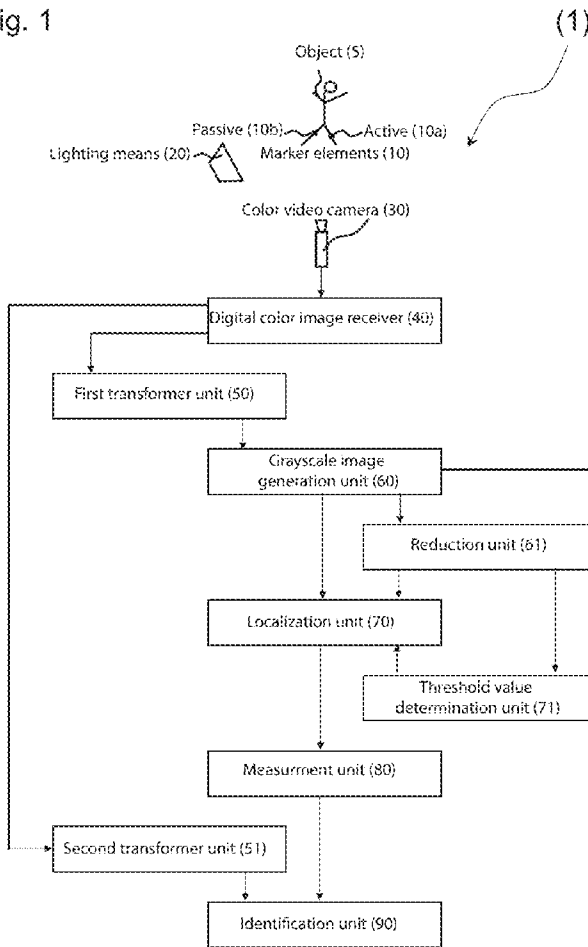 ig. 1
(1)
Object (5)
Passive (10b)
Active (10a)
Lighting means (20)
Marker elements (10)
Color video camera (30)
Digital color image receiver (40)
First transformer unit (50)
Grayscale image
generation unit (60)
Reduction unit (61)
Localization unit (70)
Threshold value
determination unit (71)
Measurment unit (80)
Second transformer unit (51)
Identification unit (90)